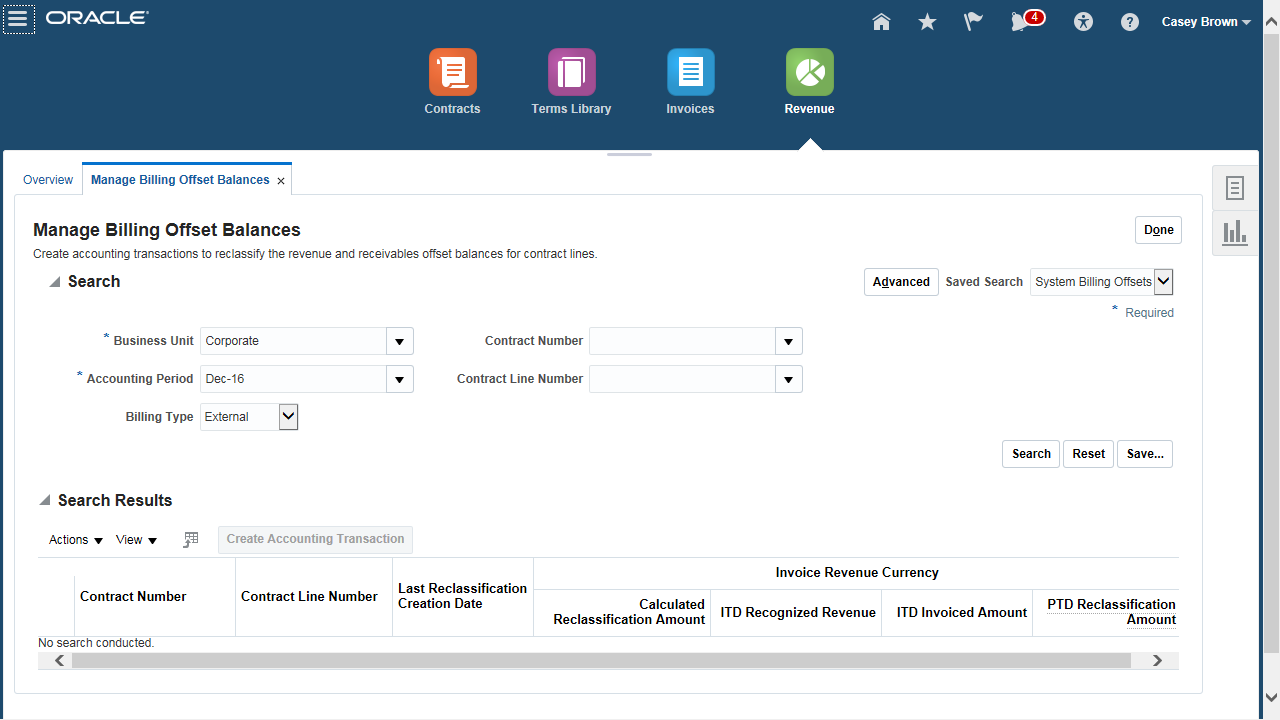 ORACLE
4
Casey Brown
Contracts
Terms Library
Invoices
Revenue
Overview
Manage Billing Offset Balances
Manage Billing Offset Balances
Done
Create accounting transactions to reclassify the revenue and receivables offset balances for contract lines.
Search
Advanced
Saved Search
System Billing Offsets
* Required
* Business Unit
Corporate
Contract Number
* Accounting Period
Dec-16
Contract Line Number
Billing Type
External
Search
Reset
Save...
Search Results
Actions
View
Create Accounting Transaction
Contract Number
Contract Line Number
Last Reclassification
Creation Date
Invoice Revenue Currency
Calculated
Reclassification Amount
ITD Recognized Revenue
ITD Invoiced Amount
PTD Reclassification
Amount
No search conducted.